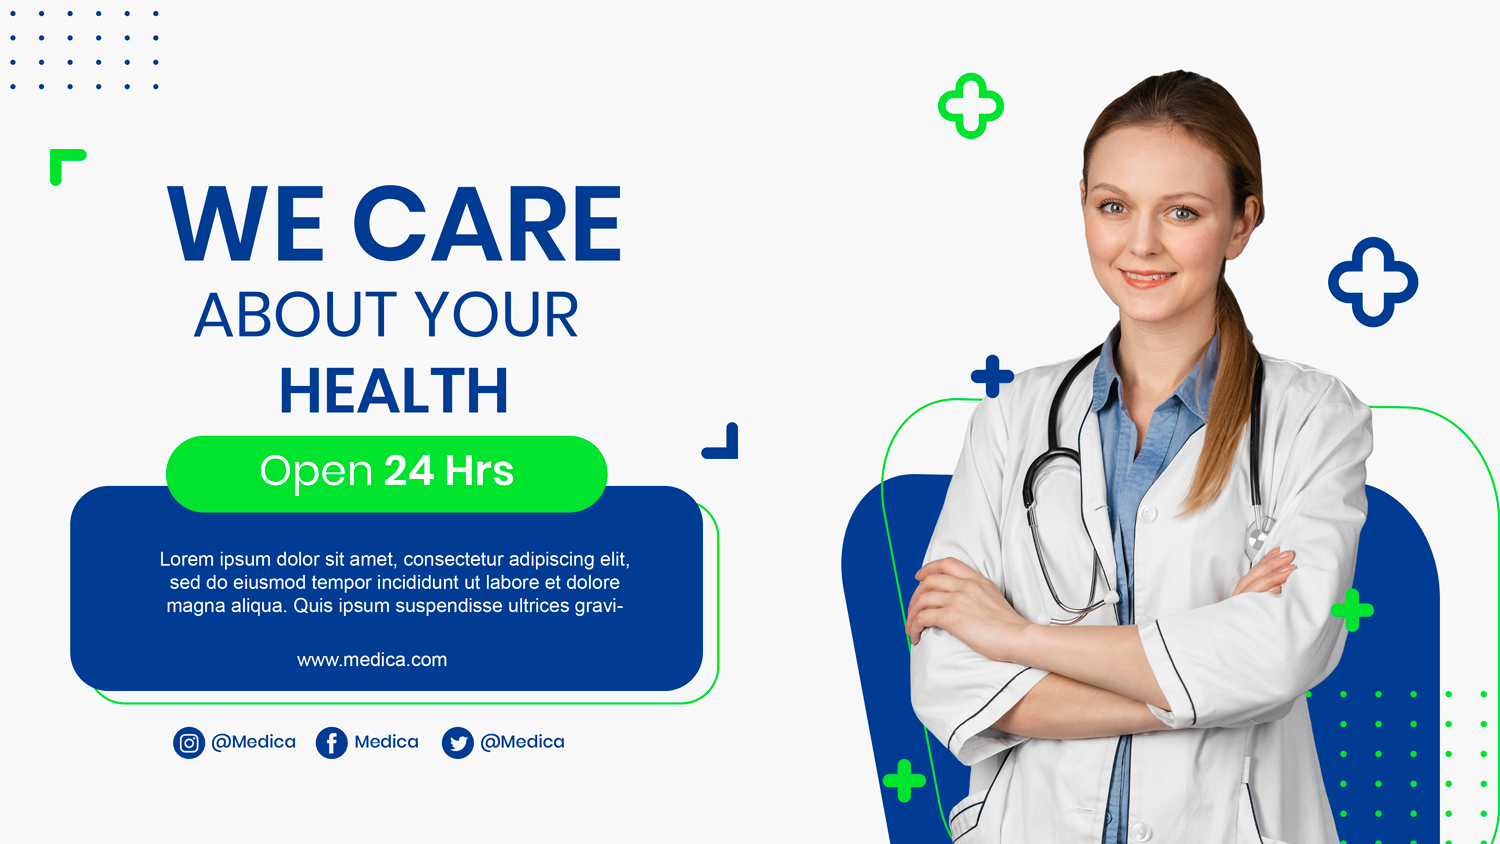 WE CARE
ABOUT YOUR
HEALTH
Open 24 Hrs
Lorem ipsum dolor sit amet, consectetur adipiscing elit,
sed do eiusmod tempor incididunt ut labore et dolore
magna aliqua. Quis ipsum suspendisse ultrices gravi-
www.medica.com
@Medica Medica @Medica